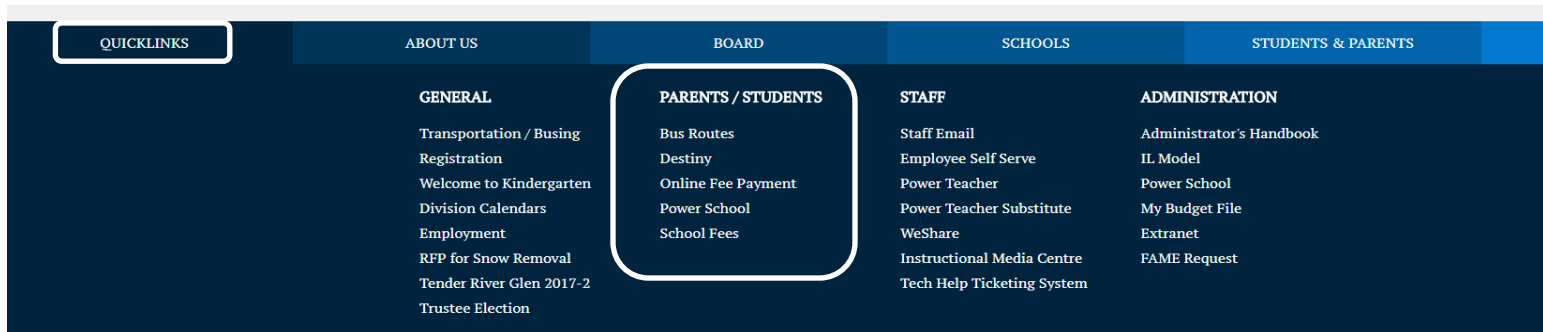 QUICKLINKS
ABOUT US
BOARD
SCHOOLS
STUDENTS & PARENTS
GENERAL
Transportation / Busing
Registration
Welcome to Kindergarten
Division Calendars
Employment
RFP for Snow Removal
Tender River Glen 2017-2
Trustee Election
PARENTS / STUDENTS
Bus Routes
Destiny
Online Fee Payment
Power School
School Fees
STAFF
Staff Email
Employee Self Serve
Power Teacher
Power Teacher Substitute
WeShare
Instructional Media Centre
Tech Help Ticketing System
ADMINISTRATION
Administrator's Handbook
IL Model
Power School
My Budget File
Extranet
FAME Request